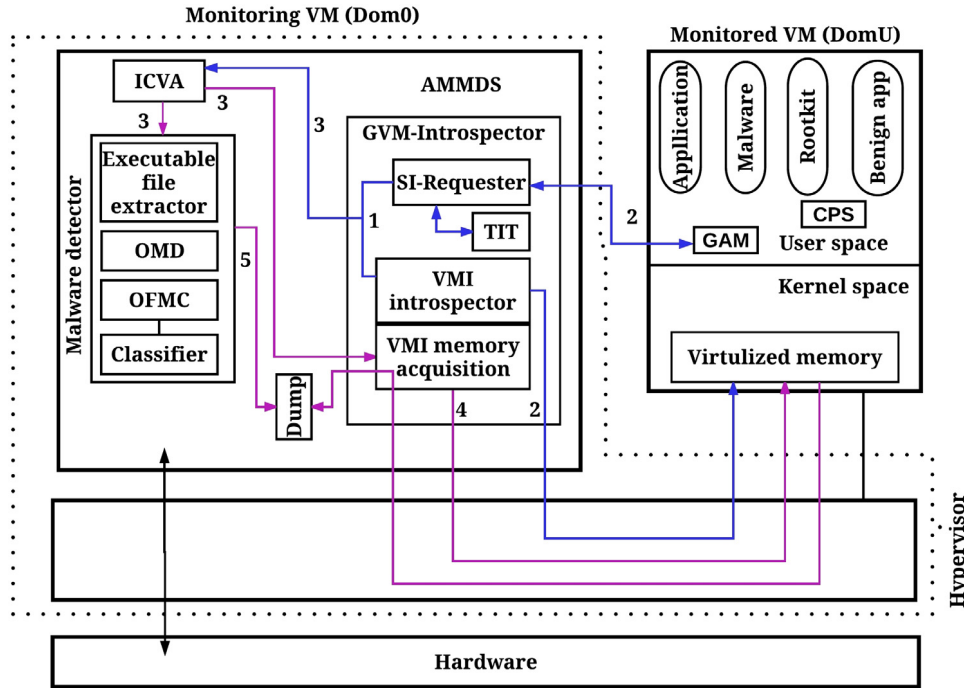 Monitoring VM (Dom0)
Monitored VM (DomU)
ICVA
3
3
3
AMMDS
GVM-Introspector
Malware detector
Executable
file
extractor
OMD
OFMC
Classifier
5
1
SI-Requester
TIT
VMI
introspector
VMI memory
acquisition
Dump
4
2
2
Appllication
Malware
Rootkit
Benign app
CPS
GAM
User space
Kernel space
Virtulized memory
Hypervisor
Hardware